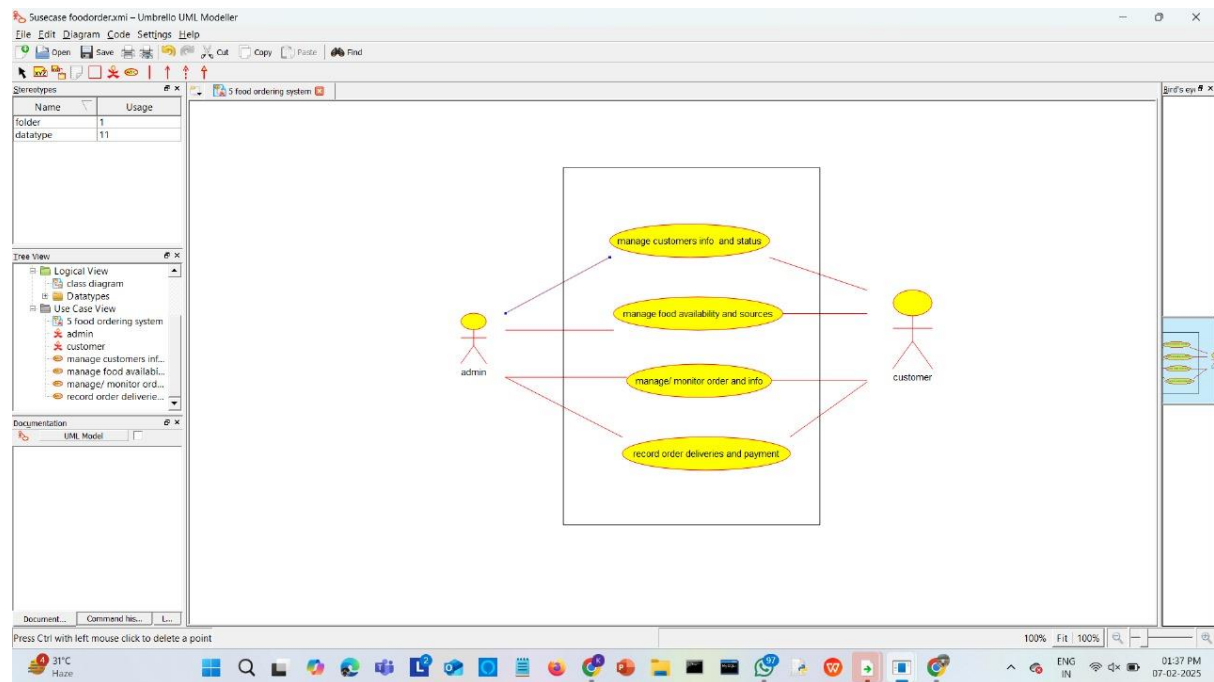 Susecase foodorder.xmi – Umbrello UML Modeller
File Edit Diagram Code Settings Help
Open Save Cut Copy Paste Find
Stereotypes
5 food ordering system
Bird's eye
Name Usage
folder 1
datatype 11
Tree View
Logical View
class diagram
Datatypes
Use Case View
5 food ordering system
admin
customer
manage customers inf...
manage food availabi...
manage/ monitor ord...
record order deliverie...
Documentation
UML Model
manage customers info and status
manage food availability and sources
admin
manage/ monitor order and info
customer
record order deliveries and payment
Document... Command his... L...
Press Ctrl with left mouse click to delete a point
100% Fit 100%
31°C
Haze
ENG
IN
01:37 PM
07-02-2025